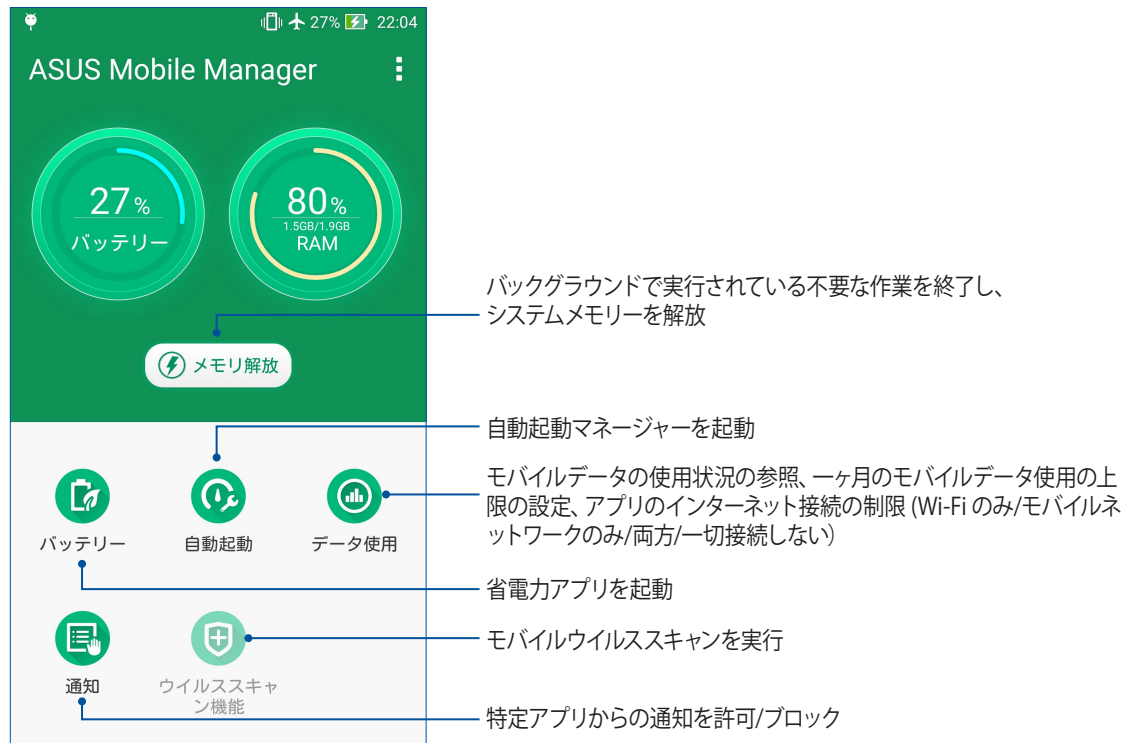 27% 22:04
ASUS Mobile Manager
27%
バッテリー
80%
1.5GB/1.9GB
RAM
メモリ解放
バックグラウンドで実行されている不要な作業を終了し、
システムメモリーを解放
自動起動マネージャーを起動
モバイルデータの使用状況の参照、一ヶ月のモバイルデータ使用の上
限の設定、アプリのインターネット接続の制限 (Wi-Fi のみ/モバイルネ
ットワークのみ/両方/一切接続しない)
バッテリー
自動起動
データ使用
省電力アプリを起動
モバイルウイルススキャンを実行
通知
ウイルススキャ
ン機能
特定アプリからの通知を許可/ブロック